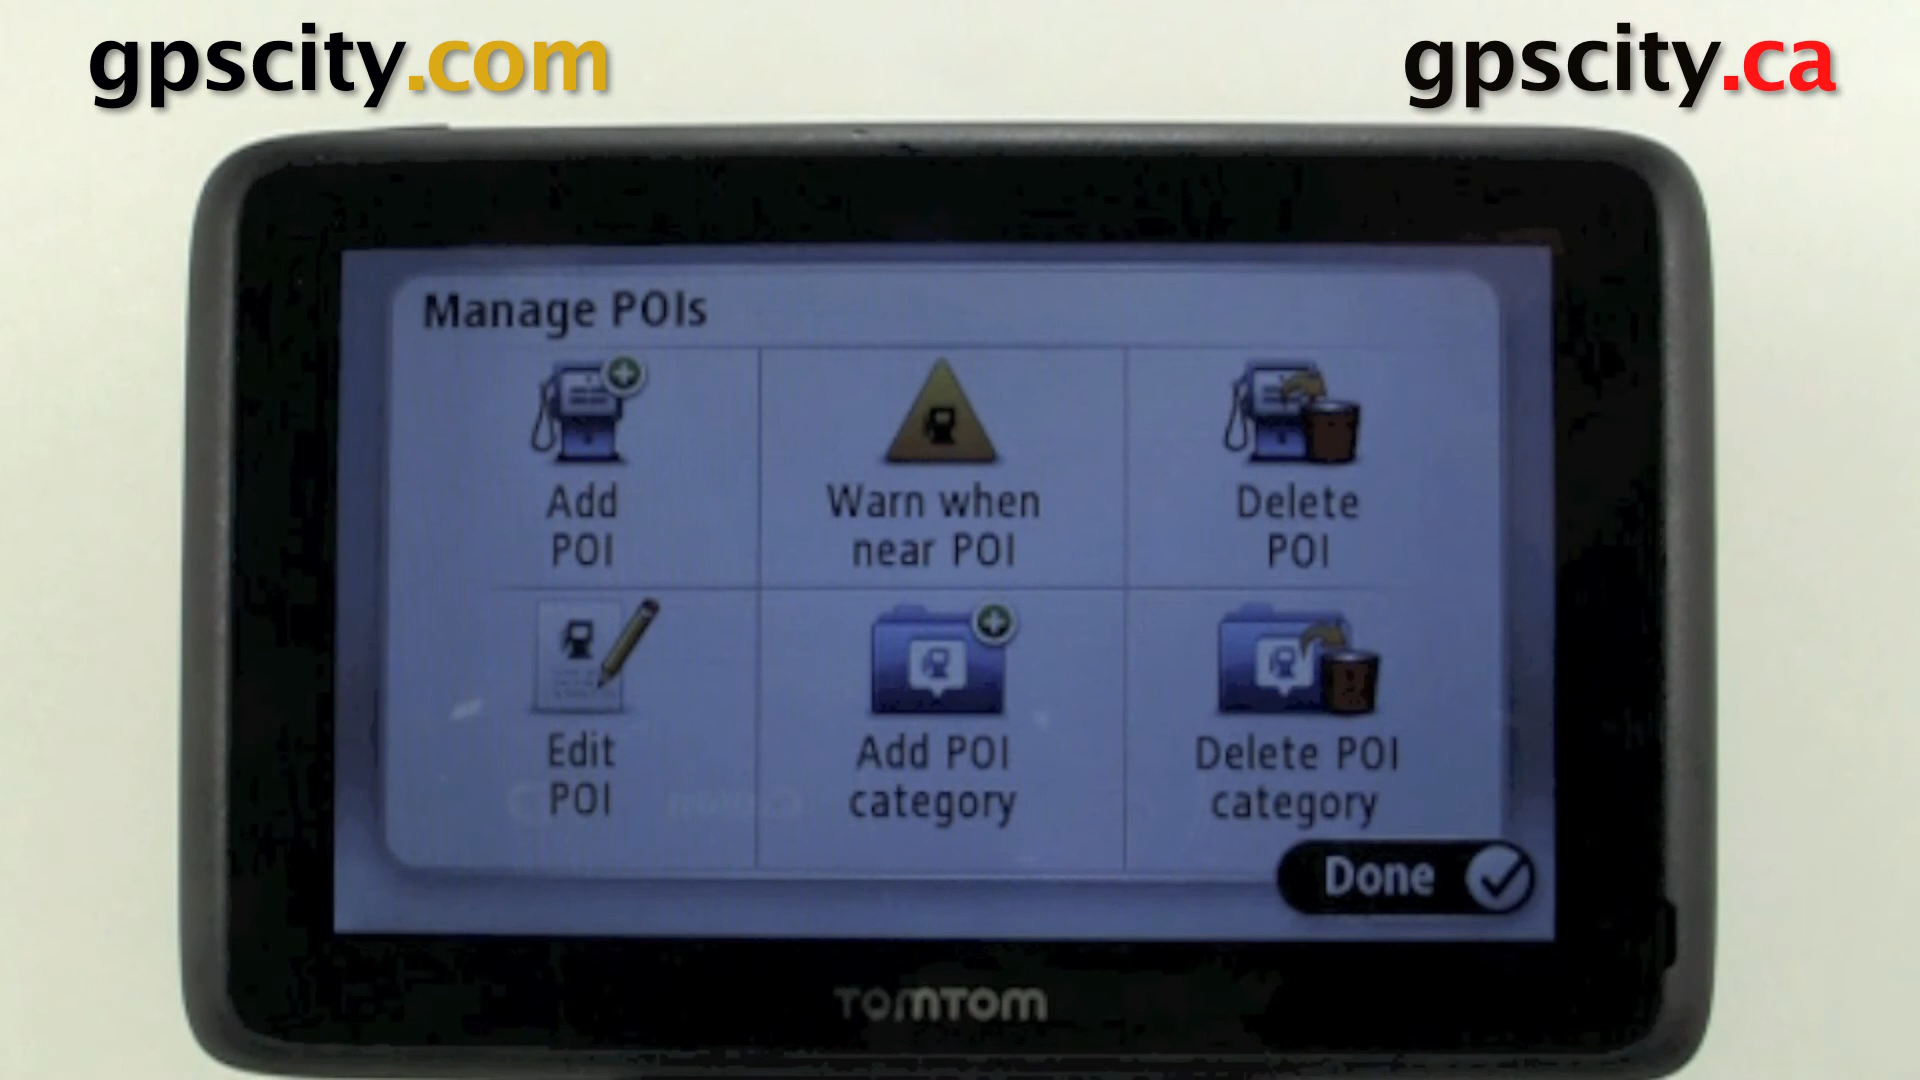 gpscity.com gpscity.ca
Manage POIs
Add
POI
Warn when
near POI
Delete
POI
Edit
POI
Add POI
category
Delete POI
category
Done
TOMTOM